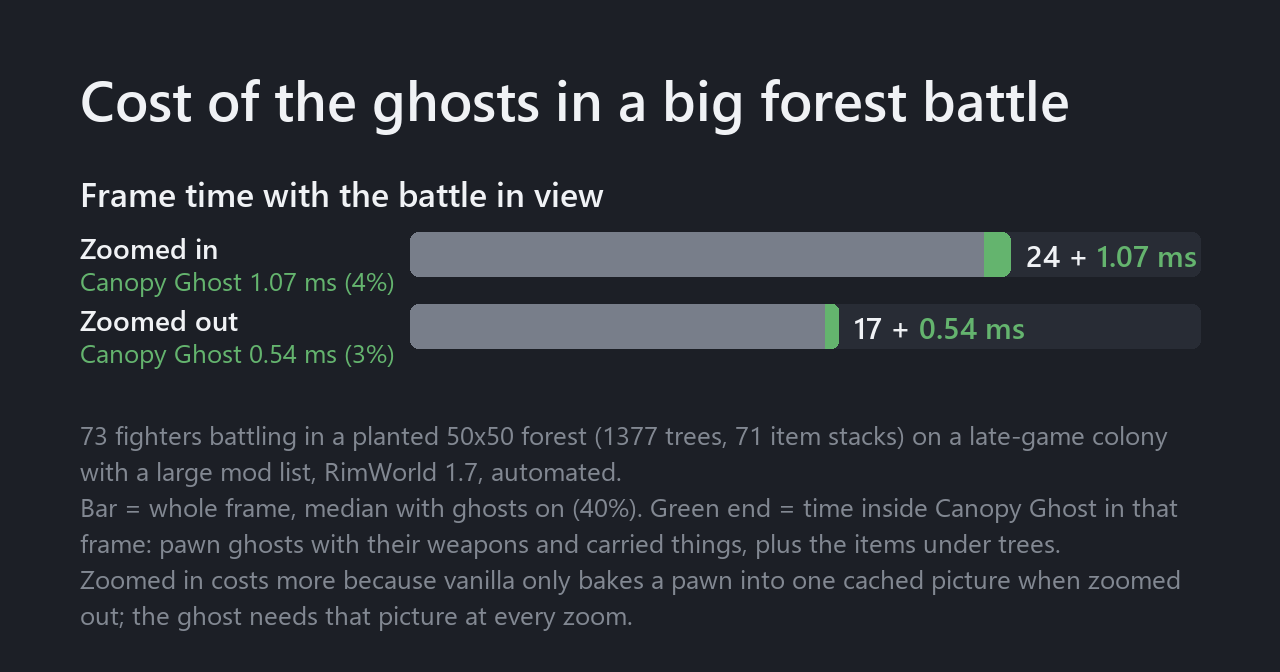 Cost of the ghosts in a big forest battle
Frame time with the battle in view
Zoomed in
Canopy Ghost 1.07 ms (4%)
24 + 1.07 ms
Zoomed out
Canopy Ghost 0.54 ms (3%)
17 + 0.54 ms
73 fighters battling in a planted 50x50 forest (1377 trees, 71 item stacks) on a late-game colony
with a large mod list, RimWorld 1.7, automated.
Bar = whole frame, median with ghosts on (40%). Green end = time inside Canopy Ghost in that
frame: pawn ghosts with their weapons and carried things, plus the items under trees.
Zoomed in costs more because vanilla only bakes a pawn into one cached picture when zoomed
out; the ghost needs that picture at every zoom.